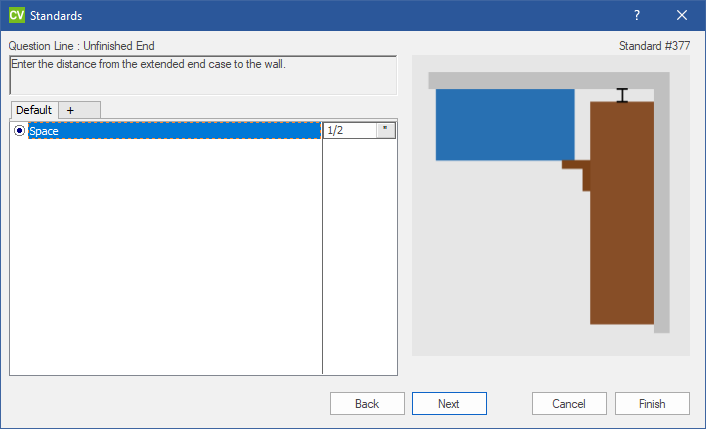 CV Standards ?
Question Line : Unfinished End
Standard #377
Enter the distance from the extended end case to the wall.
Default +
Space 1/2 "
Back Next Cancel Finish